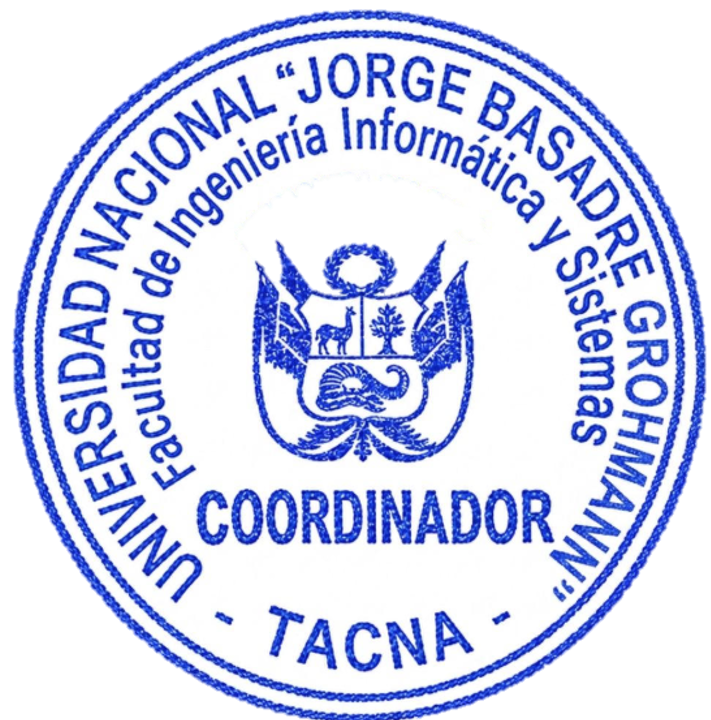 UNIVERSIDAD NACIONAL “JORGE BASADRE GROHMANN”
Facultad de Ingeniería Informática y Sistemas
COORDINADOR
- TACNA -